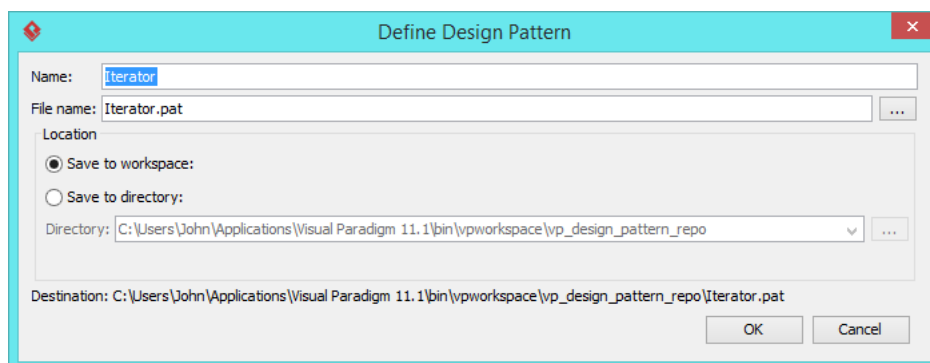 Define Design Pattern
Name: Iterator
File name: Iterator.pat ...
Location
Save to workspace:
Save to directory:
Directory: C:\Users\John\Applications\Visual Paradigm 11.1\bin\vpworkspace\vp_design_pattern_repo ...
Destination: C:\Users\John\Applications\Visual Paradigm 11.1\bin\vpworkspace\vp_design_pattern_repo\Iterator.pat
OK Cancel